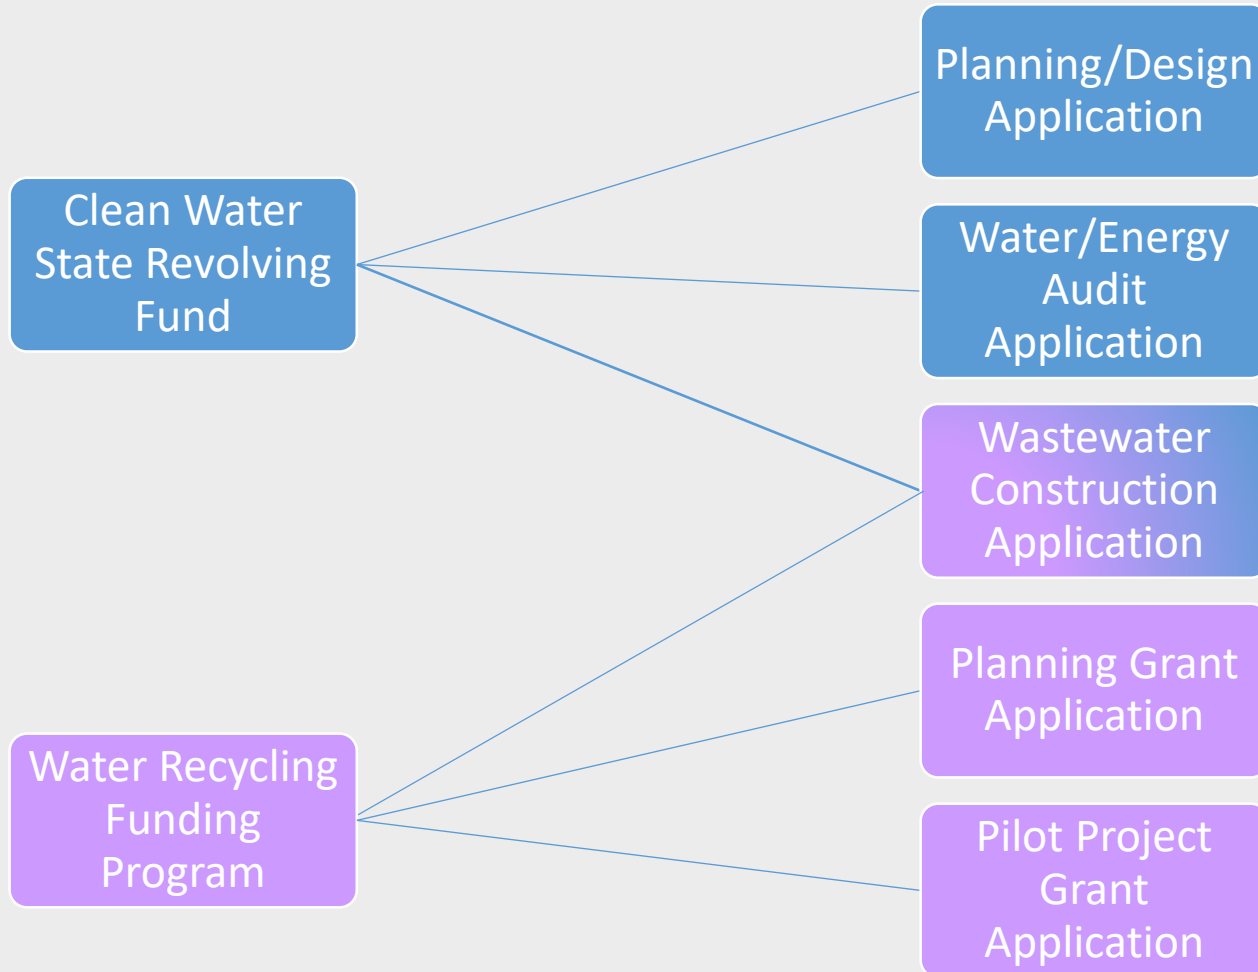 Clean Water
State Revolving
Fund
Water Recycling
Funding
Program
Planning/Design
Application
Water/Energy
Audit
Application
Wastewater
Construction
Application
Planning Grant
Application
Pilot Project
Grant
Application